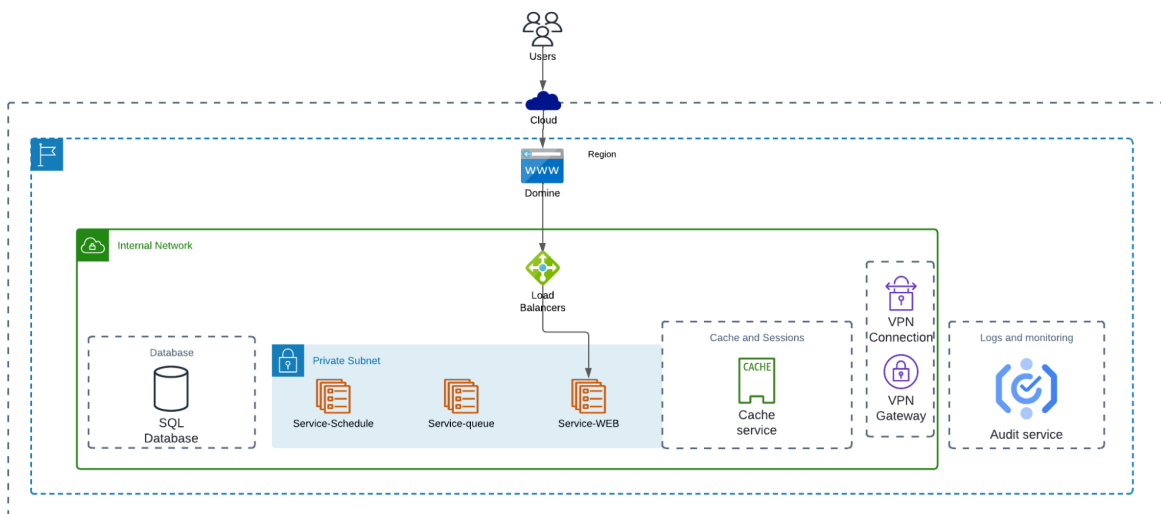 Users
Cloud
Region
www
Domine
Internal Network
Load
Balancers
VPN
Connection
Database
Private Subnet
Cache and Sessions
Logs and monitoring
CACHE
SQL
Database
Service-Schedule
Service-queue
Service-WEB
Cache
service
VPN
Gateway
Audit service